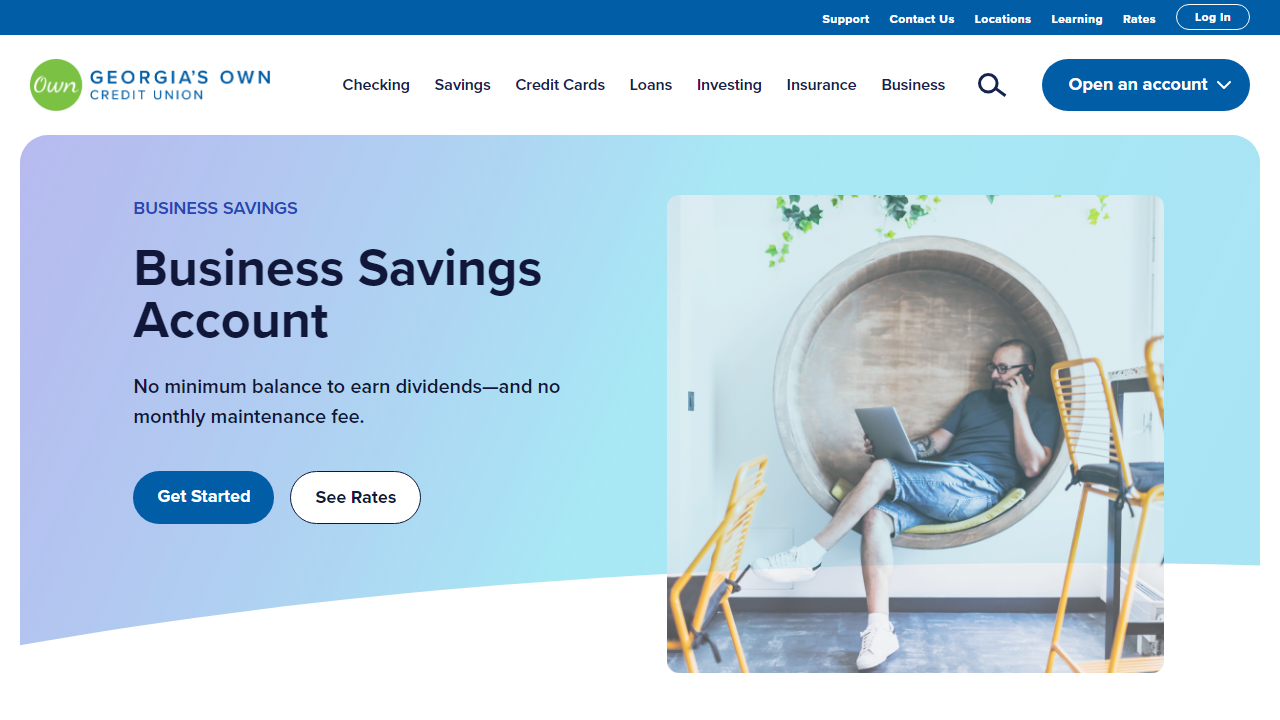 Support Contact Us Locations Learning Rates Log In
Own GEORGIA'S OWN
CREDIT UNION
Checking Savings Credit Cards Loans Investing Insurance Business Open an account
BUSINESS SAVINGS
Business Savings
Account
No minimum balance to earn dividends—and no
monthly maintenance fee.
Get Started See Rates